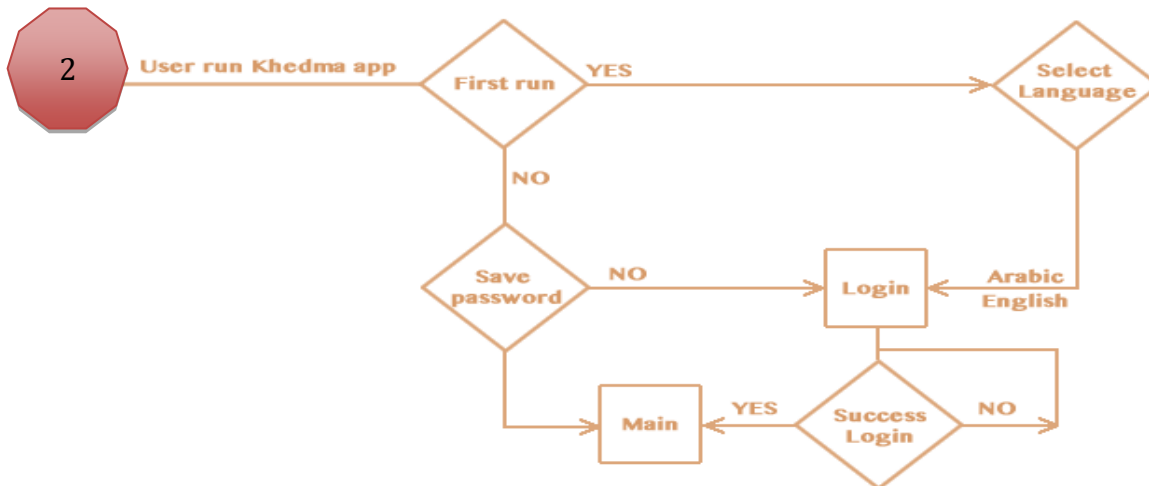 2
User run Khedma app
First run
YES
Select
Language
NO
Save
password
NO
Login
Arabic
English
Main
YES
Success
Login
NO